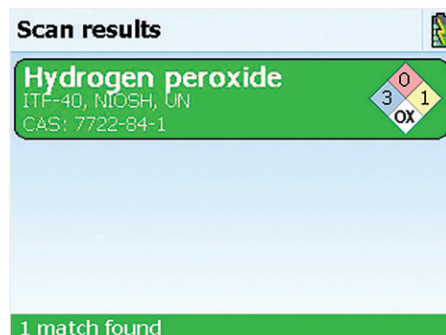 Scan results
Hydrogen peroxide
ITF-40, NIOSH, UN
CAS: 7722-84-1
0
3 1
OX
1 match found